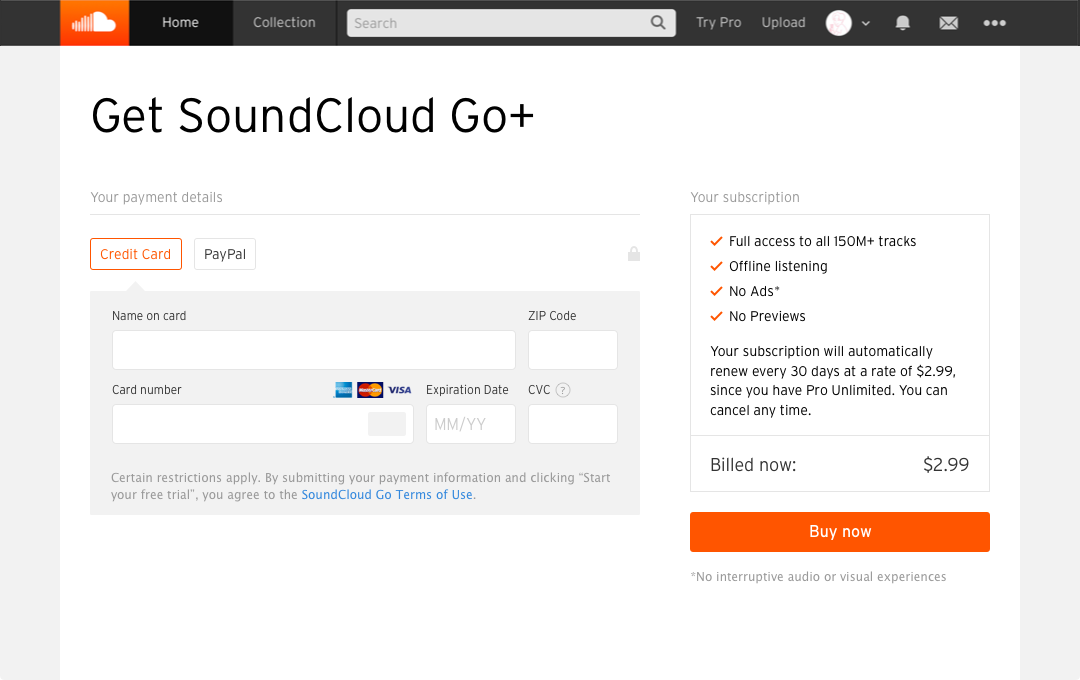 Home
Collection
Search
Try Pro
Upload
Get SoundCloud Go+
Your payment details
Credit Card
PayPal
Name on card
ZIP Code
Card number
VISA
Expiration Date
CVC ?
MM/YY
Certain restrictions apply. By submitting your payment information and clicking “Start
your free trial”, you agree to the SoundCloud Go Terms of Use.
Your subscription
Full access to all 150M+ tracks
Offline listening
No Ads*
No Previews
Your subscription will automatically
renew every 30 days at a rate of $2.99,
since you have Pro Unlimited. You can
cancel any time.
Billed now:
$2.99
Buy now
*No interruptive audio or visual experiences